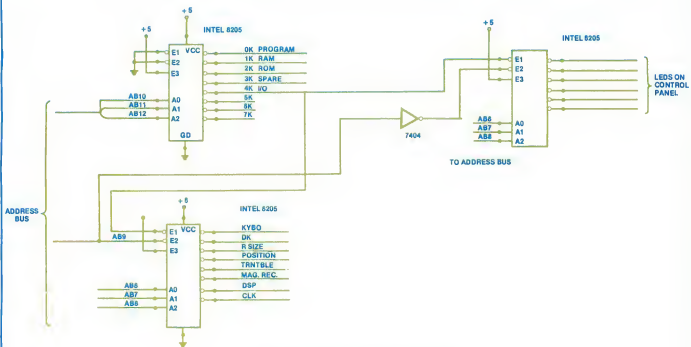 +5
INTEL 8205
+5
E1 VCC
E2
E3
A0
A1
A2
GD
0K PROGRAM
1K RAM
2K ROM
3K SPARE
4K I/O
5K
6K
7K
AB10
AB11
AB12
+5
INTEL 8205
E1
E2
E3
A0
A1
A2
AB6
AB7
AB8
LEDS ON
CONTROL
PANEL
7404
TO ADDRESS BUS
ADDRESS
BUS
AB9
+5
INTEL 8205
E1 VCC
E2
E3
A0
A1
A2
KYBO
DK
R SIZE
POSITION
TRNTBLE
MAG. REC.
DSP
CLK
AB7